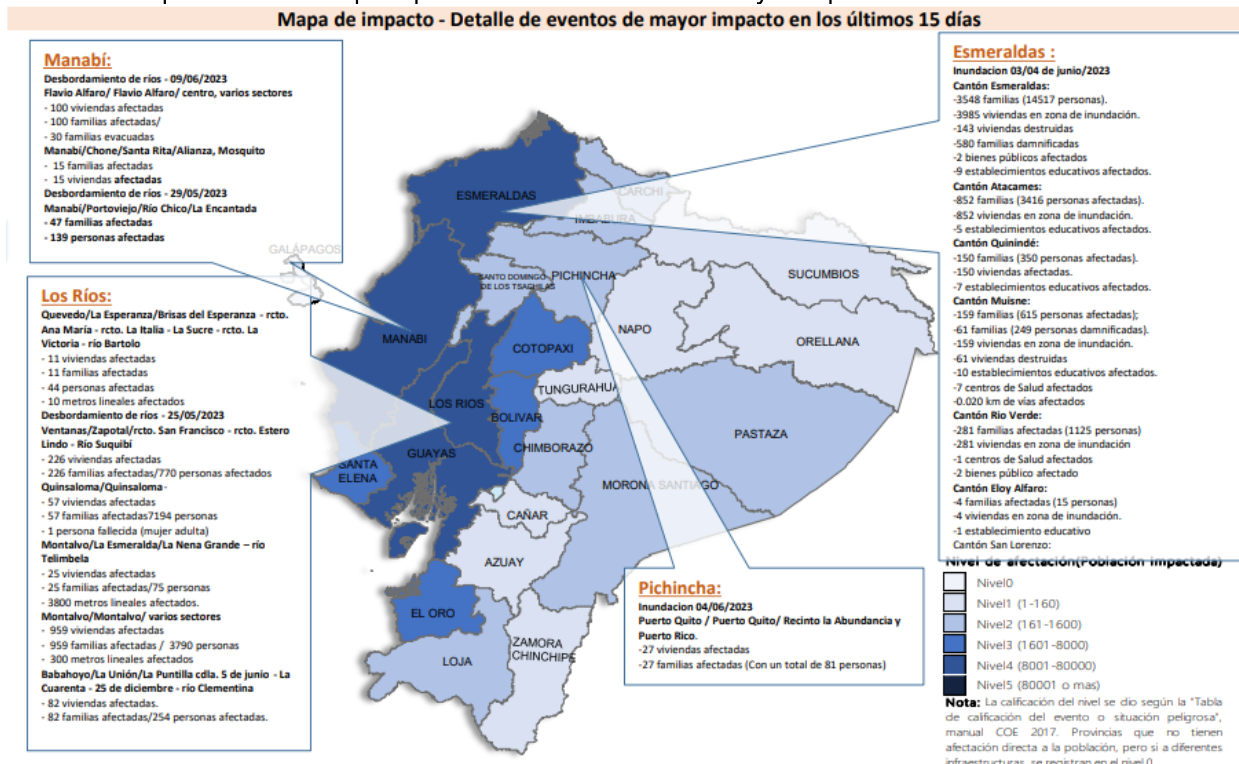 Mapa de impacto - Detalle de eventos de mayor impacto en los últimos 15 días
Manabí:
Desbordamiento de ríos - 09/06/2023
Flavio Alfaro/ Flavio Alfaro/ centro, varios sectores
- 100 viviendas afectadas
- 100 familias afectadas/
- 30 familias evacuadas
Manabí/Chone/Santa Rita/Alianza, Mosquito
- 15 familias afectadas
- 15 viviendas afectadas
Desbordamiento de ríos - 29/05/2023
Manabí/Portoviejo/Río Chico/La Encantada
- 47 familias afectadas
- 139 personas afectadas
Los Ríos:
Quevedo/La Esperanza/Brisas del Esperanza - rcto.
Ana María - rcto. La Italia - La Sucre - rcto. La
Victoria - río Bartolo
- 11 viviendas afectadas
- 11 familias afectadas
- 44 personas afectadas
- 10 metros lineales afectados
Desbordamiento de ríos - 25/05/2023
Ventanas/Zapotal/rcto. San Francisco - rcto. Estero
Lindo - Río Suquibí
- 226 viviendas afectadas
- 226 familias afectadas/770 personas afectados
Quinsaloma/Quinsaloma-
- 57 viviendas afectadas
- 57 familias afectadas7194 personas
- 1 persona fallecida (mujer adulta)
Montalvo/La Esmeralda/La Nena Grande – río
Telimbela
- 25 viviendas afectadas
- 25 familias afectadas/75 personas
- 3800 metros lineales afectados.
Montalvo/Montalvo/ varios sectores
- 959 viviendas afectadas
- 959 familias afectadas / 3790 personas
- 300 metros lineales afectados
Babahoyo/La Unión/La Puntilla cdla. 5 de junio - La
Cuarenta - 25 de diciembre - río Clementina
- 82 viviendas afectadas.
- 82 familias afectadas/254 personas afectadas.
GALÁPAGOS
ESMERALDAS
CARCHI
IMBABURA
SANTO DOMINGO
DE LOS TSACHILAS
PICHINCHA
SUCUMBIOS
NAPO
ORELLANA
MANABI
COTOPAXI
TUNGURAHUA
LOS RIOS
BOLIVAR
PASTAZA
CHIMBORAZO
GUAYAS
SANTA
ELENA
MORONA SANTIAGO
CAÑAR
AZUAY
EL ORO
ZAMORA
CHINCHIPE
LOJA
Pichincha:
Inundacion 04/06/2023
Puerto Quito / Puerto Quito/ Recinto la Abundancia y
Puerto Rico.
-27 viviendas afectadas
-27 familias afectadas (Con un total de 81 personas)
Esmeraldas :
Inundacion 03/04 de junio/2023
Cantón Esmeraldas:
-3548 familias (14517 personas).
-3985 viviendas en zona de inundación.
-143 viviendas destruidas
-580 familias damnificadas
-2 bienes públicos afectados
-9 establecimientos educativos afectados.
Cantón Atacames:
-852 familias (3416 personas afectadas).
-852 viviendas en zona de inundación.
-5 establecimientos educativos afectados.
Cantón Quinindé:
-150 familias (350 personas afectadas).
-150 viviendas afectadas.
-7 establecimientos educativos afectados.
Cantón Muisne:
-159 familias (615 personas afectadas);
-61 familias (249 personas damnificadas).
-159 viviendas en zona de inundación.
-61 viviendas destruidas
-10 establecimientos educativos afectados.
-7 centros de Salud afectados
-0.020 km de vías afectados
Cantón Rio Verde:
-281 familias afectadas (1125 personas)
-281 viviendas en zona de inundación
-1 centros de Salud afectados
-2 bienes público afectado
Cantón Eloy Alfaro:
-4 familias afectadas (15 personas)
-4 viviendas en zona de inundación.
-1 establecimiento educativo
Cantón San Lorenzo:
Nivel de afectación(Población Impactada)
Nivel0
Nivel1 (1-160)
Nivel2 (161-1600)
Nivel3 (1601-8000)
Nivel4 (8001-80000)
Nivel5 (80001 o mas)
Nota: La calificación del nivel se dio según la "Tabla
de calificación del evento o situación peligrosa",
manual COE 2017. Provincias que no tienen
afectación directa a la población, pero si a diferentes
infraestructuras, se registran en el nivel 0.